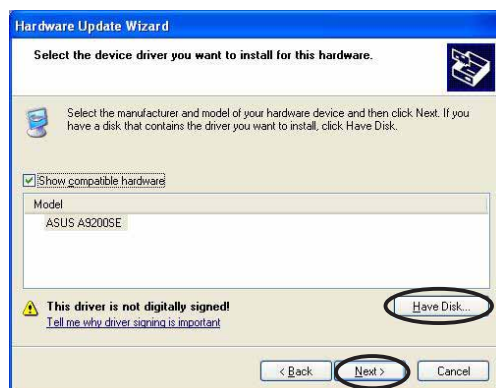 Hardware Update Wizard
Select the device driver you want to install for this hardware.
Select the manufacturer and model of your hardware device and then click Next. If you
have a disk that contains the driver you want to install, click Have Disk.
Show compatible hardware
Model
ASUS A9200SE
This driver is not digitally signed!
Tell me why driver signing is important
Have Disk...
< Back
Next >
Cancel